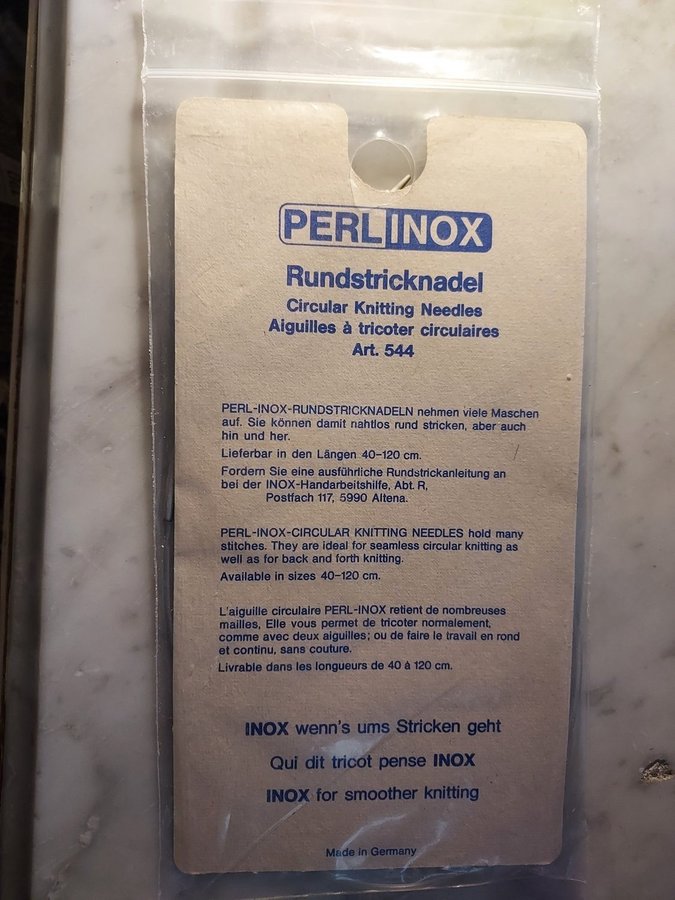 PERLINOX
Rundstricknadel
Circular Knitting Needles
Aiguilles à tricoter circulaires
Art. 544
PERL-INOX-RUNDSTRICKNADELN nehmen viele Maschen
auf. Sie können damit nahtlos rund stricken, aber auch
hin und her.
Lieferbar in den Längen 40–120 cm.
Fordern Sie eine ausführliche Rundstrickanleitung an
bei der INOX-Handarbeitshilfe, Abt. R,
Postfach 117, 5990 Altena.
PERL-INOX-CIRCULAR KNITTING NEEDLES hold many
stitches. They are ideal for seamless circular knitting as
well as for back and forth knitting.
Available in sizes 40–120 cm.
L'aiguille circulaire PERL-INOX retient de nombreuses
mailles, Elle vous permet de tricoter normalement,
comme avec deux aiguilles; ou de faire le travail en rond
et continu, sans couture.
Livrable dans les longueurs de 40 à 120 cm.
INOX wenn's ums Stricken geht
Qui dit tricot pense INOX
INOX for smoother knitting
Made in Germany